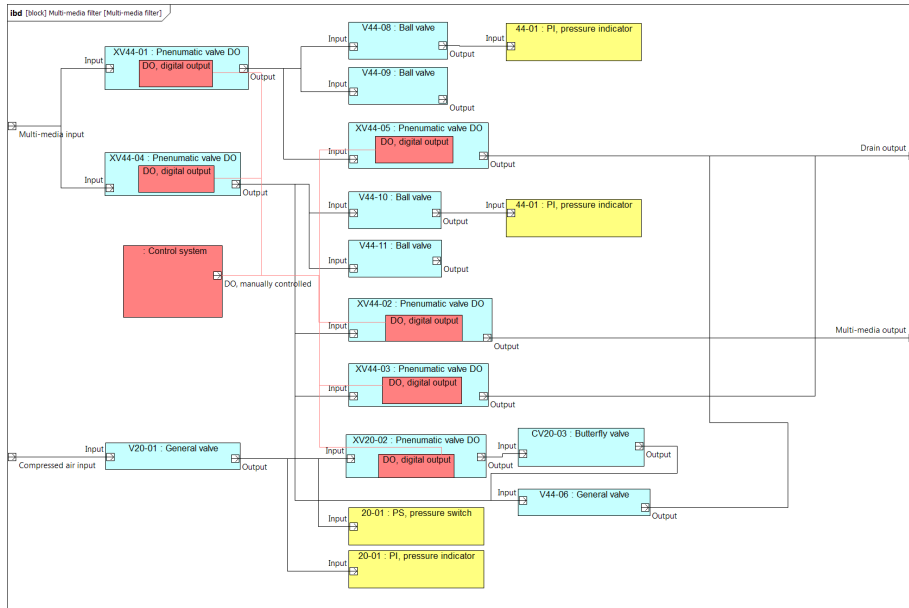 ibd [block] Multi-media filter [Multi-media filter]
V44-08 : Ball valve
Input
Output
44-01 : PI, pressure indicator
Input
XV44-01 : Pnenumatic valve DO
DO, digital output
Input
Output
V44-09 : Ball valve
Input
Output
Multi-media input
XV44-05 : Pnenumatic valve DO
DO, digital output
Input
Output
Drain output
XV44-04 : Pnenumatic valve DO
DO, digital output
Input
Output
V44-10 : Ball valve
Input
Output
44-01 : PI, pressure indicator
Input
V44-11 : Ball valve
Input
Output
: Control system
DO, manually controlled
XV44-02 : Pnenumatic valve DO
DO, digital output
Input
Output
Multi-media output
XV44-03 : Pnenumatic valve DO
DO, digital output
Input
Output
Compressed air input
V20-01 : General valve
Input
Output
XV20-02 : Pnenumatic valve DO
DO, digital output
Input
Output
CV20-03 : Butterfly valve
Input
Output
V44-06 : General valve
Input
Output
20-01 : PS, pressure switch
Input
20-01 : PI, pressure indicator
Input